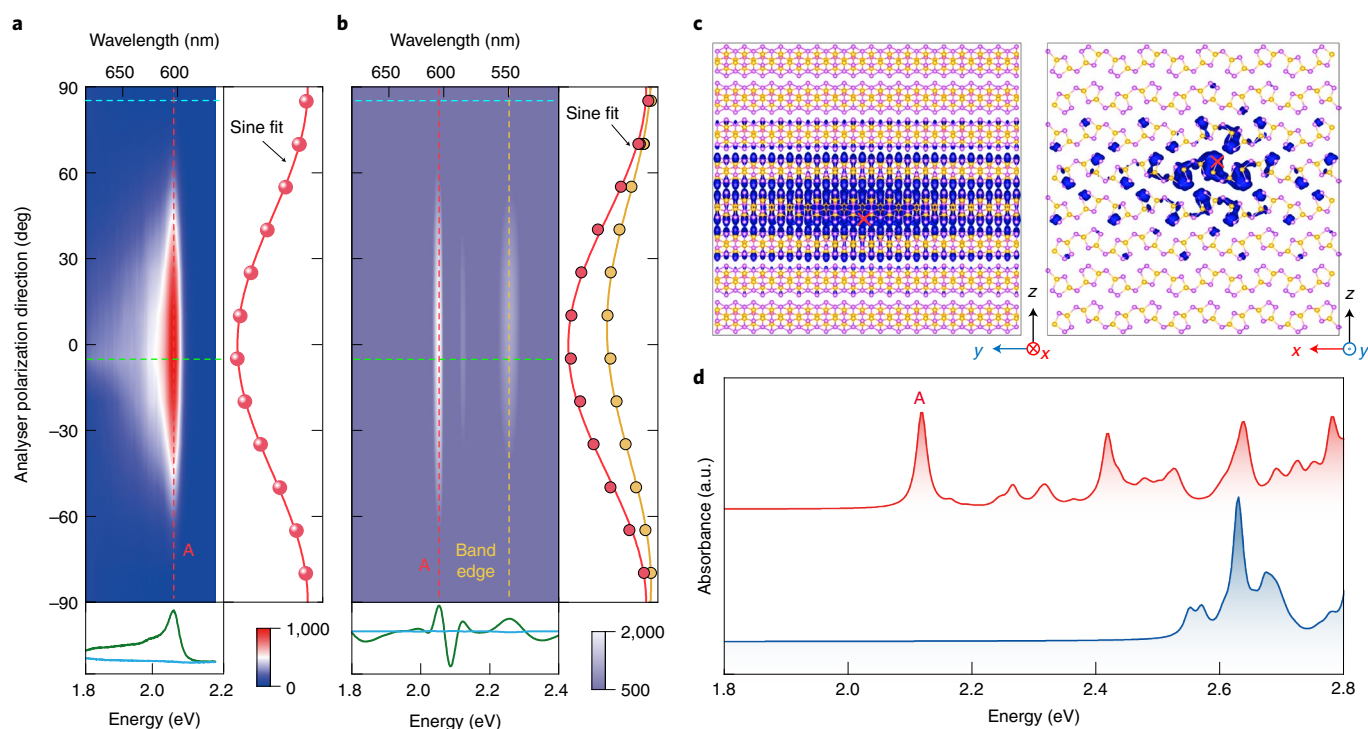 a
Wavelength (nm)
650 600
90
60
30
0
–30
–60
–90
Analyser polarization direction (deg)
Sine fit
A
1,000
0
1.8 2.0 2.2
Energy (eV)
b
Wavelength (nm)
650 600 550
Sine fit
A
Band
edge
2,000
500
1.8 2.0 2.2 2.4
Energy (eV)
c
z
y
x
z
x
y
d
A
Absorbance (a.u.)
1.8 2.0 2.2 2.4 2.6 2.8
Energy (eV)